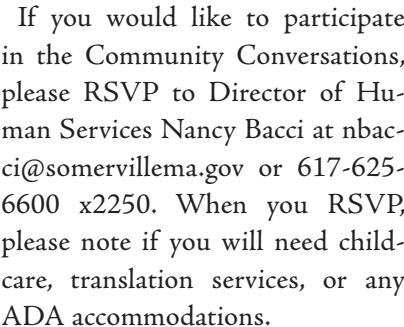 If you would like to participate
in the Community Conversations,
please RSVP to Director of Hu-
man Services Nancy Bacci at nbac-
ci@somervillema.gov or 617-625-
6600 x2250. When you RSVP,
please note if you will need child-
care, translation services, or any
ADA accommodations.